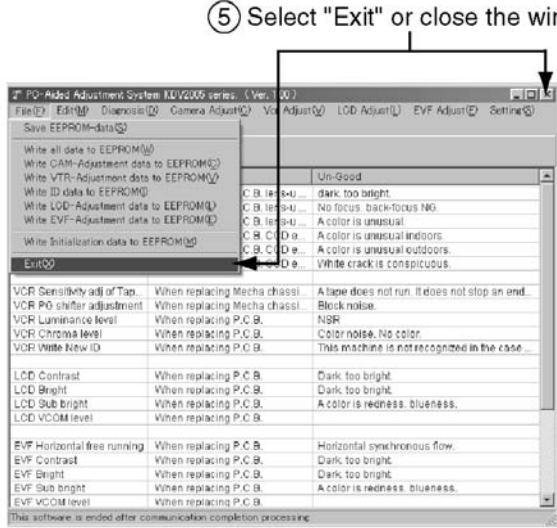 ⑤ Select "Exit" or close the wi
PC-Aided Adjustment System KDV2005 series. (Ver. 1.00)
File(F) Edit(M) Diagnosis(D) Camera Adjust(C) Vcr Adjust(V) LCD Adjust(L) EVF Adjust(E) Setting(S)
Save EEPROM-data(S)
Write all data to EEPROM(W)
Write CAM-Adjustment data to EEPROM(C)
Write VTR-Adjustment data to EEPROM(V)
Write ID data to EEPROM(I)
Write LCD-Adjustment data to EEPROM(L)
Write EVF-Adjustment data to EEPROM(E)
Write Initialization data to EEPROM(M)
Exit(X)
Un-Good
C.B. lens-u... dark. too bright.
C.B. lens-u... No focus. back-focus NG.
C.B. lens-u... A color is unusual.
C.B. CCD e... A color is unusual indoors.
C.B. CCD e... A color is unusual outdoors.
C.B. CCD e... White crack is conspicuous.
VCR Sensitivity adj of Tap... When replacing Mecha chassi... A tape does not run. It does not stop an end...
VCR PG shifter adjustment When replacing Mecha chassi... Block noise.
VCR Luminance level When replacing P.C.B. NSR
VCR Chroma level When replacing P.C.B. Color noise. No color.
VCR Write New ID When replacing P.C.B. This machine is not recognized in the case ...
LCD Contrast When replacing P.C.B. Dark. too bright.
LCD Bright When replacing P.C.B. Dark. too bright.
LCD Sub bright When replacing P.C.B. A color is redness. blueness.
LCD VCOM level When replacing P.C.B.
EVF Horizontal free running When replacing P.C.B. Horizontal synchronous flow.
EVF Contrast When replacing P.C.B. Dark. too bright.
EVF Bright When replacing P.C.B. Dark. too bright.
EVF Sub bright When replacing P.C.B. A color is redness. blueness.
EVF VCOM level When replacing P.C.B.
This software is ended after communication completion processing